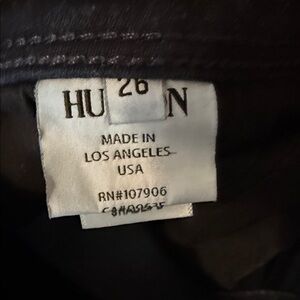 26
HU N
MADE IN
LOS ANGELES
USA
RN#107906